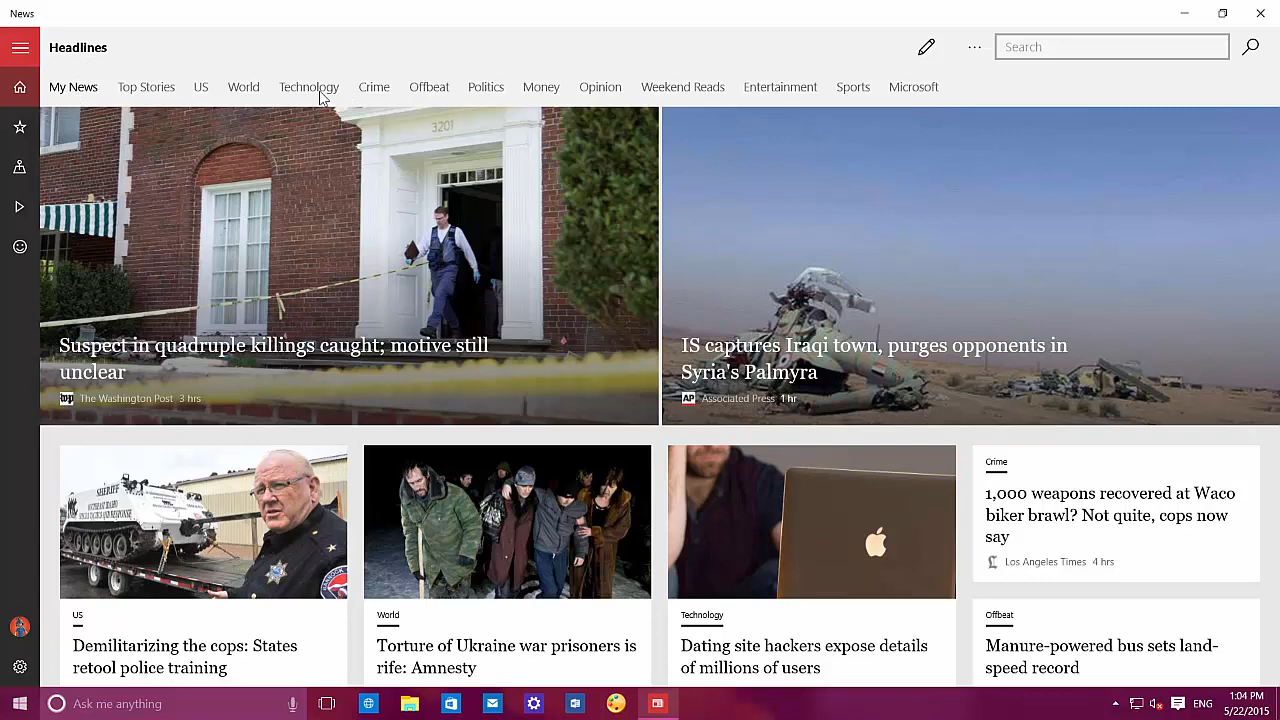 News
Headlines
Search
My News Top Stories US World Technology Crime Offbeat Politics Money Opinion Weekend Reads Entertainment Sports Microsoft
3201
Suspect in quadruple killings caught; motive still
unclear
wp The Washington Post 3 hrs
IS captures Iraqi town, purges opponents in
Syria's Palmyra
AP Associated Press 1 hr
SHERIFF
US
Demilitarizing the cops: States
retool police training
World
Torture of Ukraine war prisoners is
rife: Amnesty
Technology
Dating site hackers expose details
of millions of users
Crime
1,000 weapons recovered at Waco
biker brawl? Not quite, cops now
say
Los Angeles Times 4 hrs
Offbeat
Manure-powered bus sets land-
speed record
Ask me anything
ENG
1:04 PM
5/22/2015